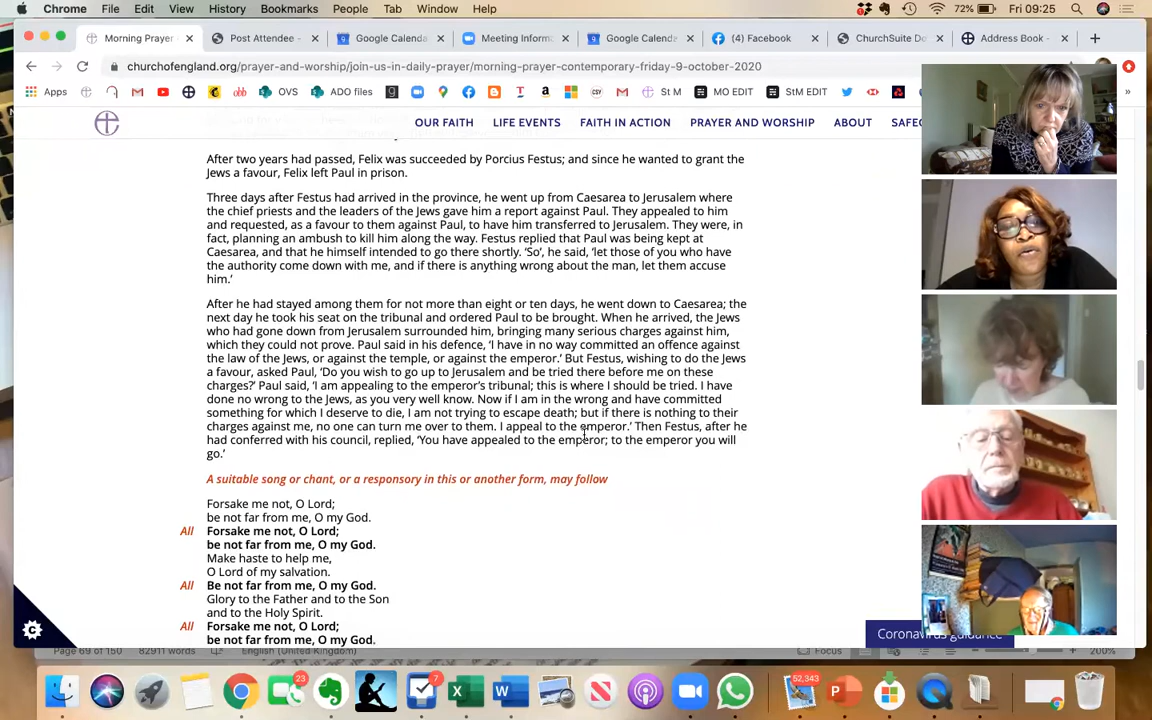 Chrome File Edit View History Bookmarks People Tab Window Help 72% Fri 09:25
Morning Prayer - Post Attendee - Google Calenda Meeting Inform Google Calenda (4) Facebook ChurchSuite Do Address Book -
churchofengland.org/prayer-and-worship/join-us-in-daily-prayer/morning-prayer-contemporary-friday-9-october-2020
Apps OVS ADO files St M MO EDIT StM EDIT
OUR FAITH LIFE EVENTS FAITH IN ACTION PRAYER AND WORSHIP ABOUT SAFEG
After two years had passed, Felix was succeeded by Porcius Festus; and since he wanted to grant the
Jews a favour, Felix left Paul in prison.
Three days after Festus had arrived in the province, he went up from Caesarea to Jerusalem where
the chief priests and the leaders of the Jews gave him a report against Paul. They appealed to him
and requested, as a favour to them against Paul, to have him transferred to Jerusalem. They were, in
fact, planning an ambush to kill him along the way. Festus replied that Paul was being kept at
Caesarea, and that he himself intended to go there shortly. ‘So’, he said, ‘let those of you who have
the authority come down with me, and if there is anything wrong about the man, let them accuse
him.’
After he had stayed among them for not more than eight or ten days, he went down to Caesarea; the
next day he took his seat on the tribunal and ordered Paul to be brought. When he arrived, the Jews
who had gone down from Jerusalem surrounded him, bringing many serious charges against him,
which they could not prove. Paul said in his defence, ‘I have in no way committed an offence against
the law of the Jews, or against the temple, or against the emperor.’ But Festus, wishing to do the Jews
a favour, asked Paul, ‘Do you wish to go up to Jerusalem and be tried there before me on these
charges?’ Paul said, ‘I am appealing to the emperor’s tribunal; this is where I should be tried. I have
done no wrong to the Jews, as you very well know. Now if I am in the wrong and have committed
something for which I deserve to die, I am not trying to escape death; but if there is nothing to their
charges against me, no one can turn me over to them. I appeal to the emperor.’ Then Festus, after he
had conferred with his council, replied, ‘You have appealed to the emperor; to the emperor you will
go.’
A suitable song or chant, or a responsory in this or another form, may follow
Forsake me not, O Lord;
be not far from me, O my God.
All Forsake me not, O Lord;
be not far from me, O my God.
Make haste to help me,
O Lord of my salvation.
All Be not far from me, O my God.
Glory to the Father and to the Son
and to the Holy Spirit.
All Forsake me not, O Lord;
be not far from me, O my God.
Coronavirus guidance
Page 69 of 150 82911 words English (United Kingdom) Focus 200%
23 7 52,343